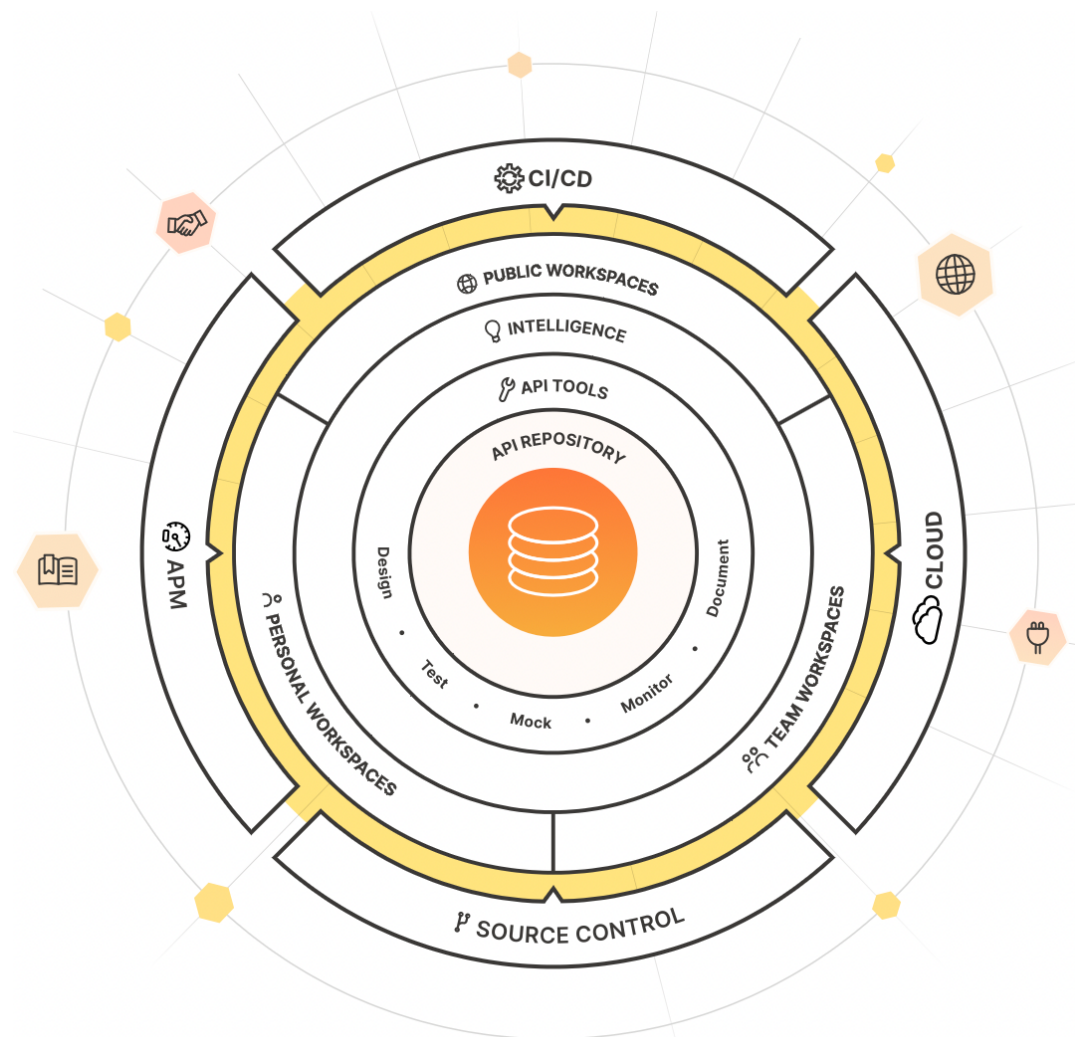 CI/CD
PUBLIC WORKSPACES
INTELLIGENCE
API TOOLS
API REPOSITORY
Design
•
Test
•
Mock
•
Monitor
•
Document
APM
CLOUD
PERSONAL WORKSPACES
TEAM WORKSPACES
SOURCE CONTROL